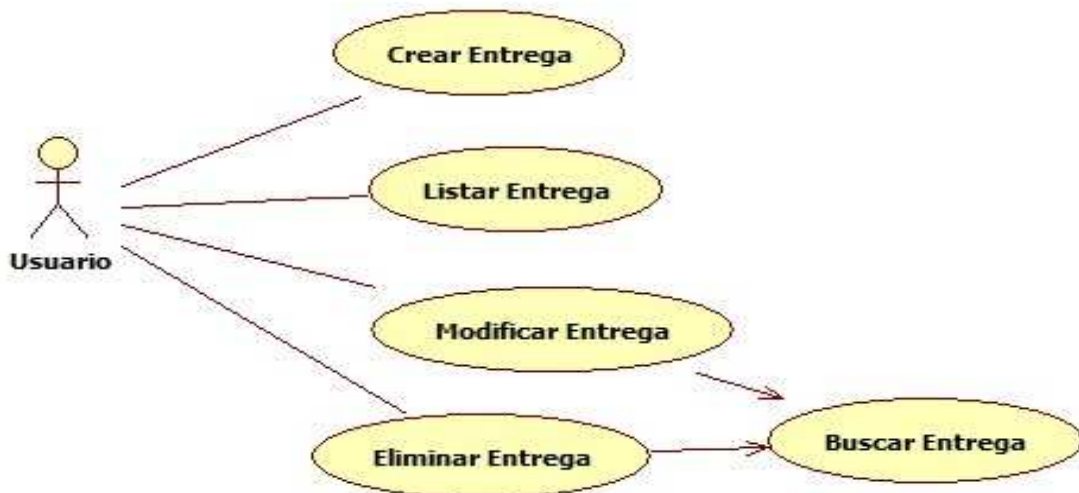 Crear Entrega
Listar Entrega
Usuario
Modificar Entrega
Eliminar Entrega
Buscar Entrega